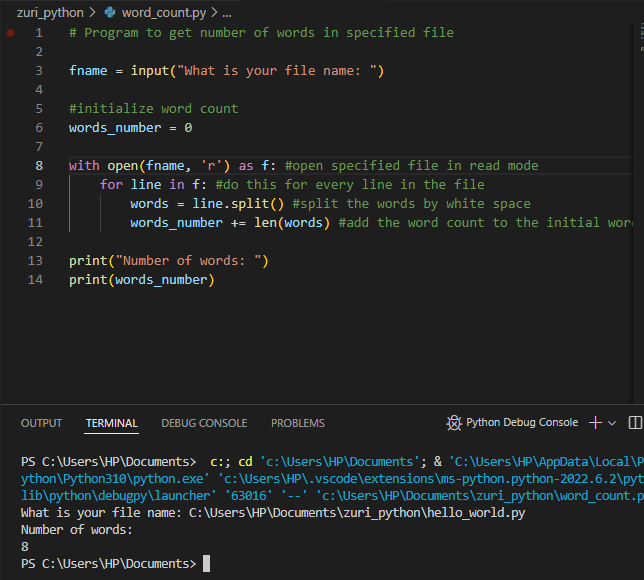 zuri_python > word_count.py > ...
1 # Program to get number of words in specified file
2
3 fname = input("What is your file name: ")
4
5 #initialize word count
6 words_number = 0
7
8 with open(fname, 'r') as f: #open specified file in read mode
9 for line in f: #do this for every line in the file
10 words = line.split() #split the words by white space
11 words_number += len(words) #add the word count to the initial wor
12
13 print("Number of words: ")
14 print(words_number)
OUTPUT TERMINAL DEBUG CONSOLE PROBLEMS Python Debug Console
PS C:\Users\HP\Documents> c:; cd 'c:\Users\HP\Documents'; & 'C:\Users\HP\AppData\Local\P
ython\Python310\python.exe' 'c:\Users\HP\.vscode\extensions\ms-python.python-2022.6.2\pyt
lib\python\debugpy\launcher' '63016' '--' 'c:\Users\HP\Documents\zuri_python\word_count.p
What is your file name: C:\Users\HP\Documents\zuri_python\hello_world.py
Number of words:
8
PS C:\Users\HP\Documents>